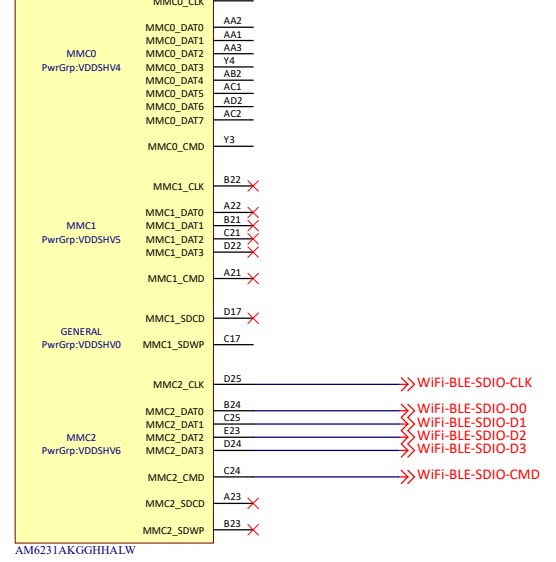 MMC0_CLK
MMC0_DAT0 AA2
MMC0_DAT1 AA1
MMC0 MMC0_DAT2 AA3
PwrGrp:VDDSHV4 MMC0_DAT3 Y4
MMC0_DAT4 AB2
MMC0_DAT5 AC1
MMC0_DAT6 AD2
MMC0_DAT7 AC2
MMC0_CMD Y3
MMC1_CLK B22
MMC1_DAT0 A22
MMC1 MMC1_DAT1 B21
PwrGrp:VDDSHV5 MMC1_DAT2 C21
MMC1_DAT3 D22
MMC1_CMD A21
MMC1_SDCD D17
GENERAL
PwrGrp:VDDSHV0 MMC1_SDWP C17
MMC2_CLK D25 WiFi-BLE-SDIO-CLK
MMC2_DAT0 B24 WiFi-BLE-SDIO-D0
MMC2_DAT1 C25 WiFi-BLE-SDIO-D1
MMC2 MMC2_DAT2 E23 WiFi-BLE-SDIO-D2
PwrGrp:VDDSHV6 MMC2_DAT3 D24 WiFi-BLE-SDIO-D3
MMC2_CMD C24 WiFi-BLE-SDIO-CMD
MMC2_SDCD A23
MMC2_SDWP B23
AM6231AKGGHHALW